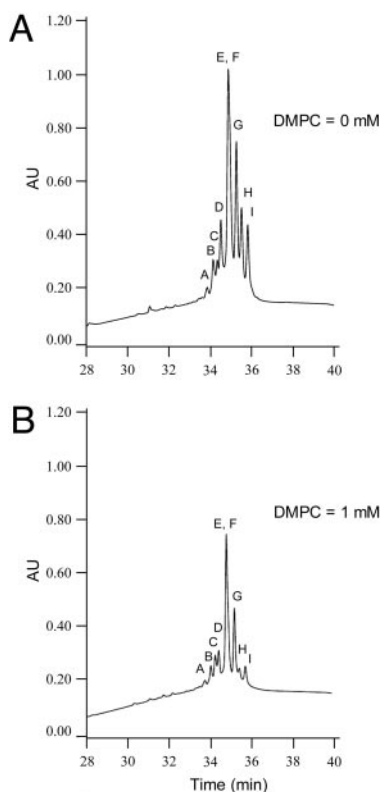 A
1.20
1.00
0.80
0.60
0.40
0.20
0.00
AU
E, F
G
H
I
D
C
B
A
DMPC = 0 mM
28 30 32 34 36 38 40
B
1.20
1.00
0.80
0.60
0.40
0.20
0.00
AU
E, F
G
D
C
B
A
H
I
DMPC = 1 mM
28 30 32 34 36 38 40
Time (min)